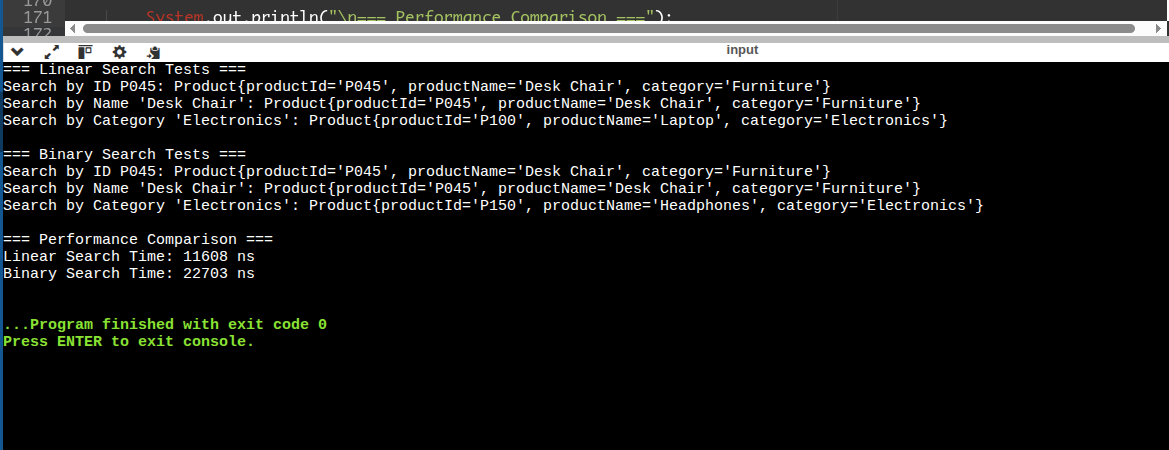 170
171 System.out.println("\n=== Performance Comparison ===");
172
input
=== Linear Search Tests ===
Search by ID P045: Product{productId='P045', productName='Desk Chair', category='Furniture'}
Search by Name 'Desk Chair': Product{productId='P045', productName='Desk Chair', category='Furniture'}
Search by Category 'Electronics': Product{productId='P100', productName='Laptop', category='Electronics'}

=== Binary Search Tests ===
Search by ID P045: Product{productId='P045', productName='Desk Chair', category='Furniture'}
Search by Name 'Desk Chair': Product{productId='P045', productName='Desk Chair', category='Furniture'}
Search by Category 'Electronics': Product{productId='P150', productName='Headphones', category='Electronics'}

=== Performance Comparison ===
Linear Search Time: 11608 ns
Binary Search Time: 22703 ns

...Program finished with exit code 0
Press ENTER to exit console.